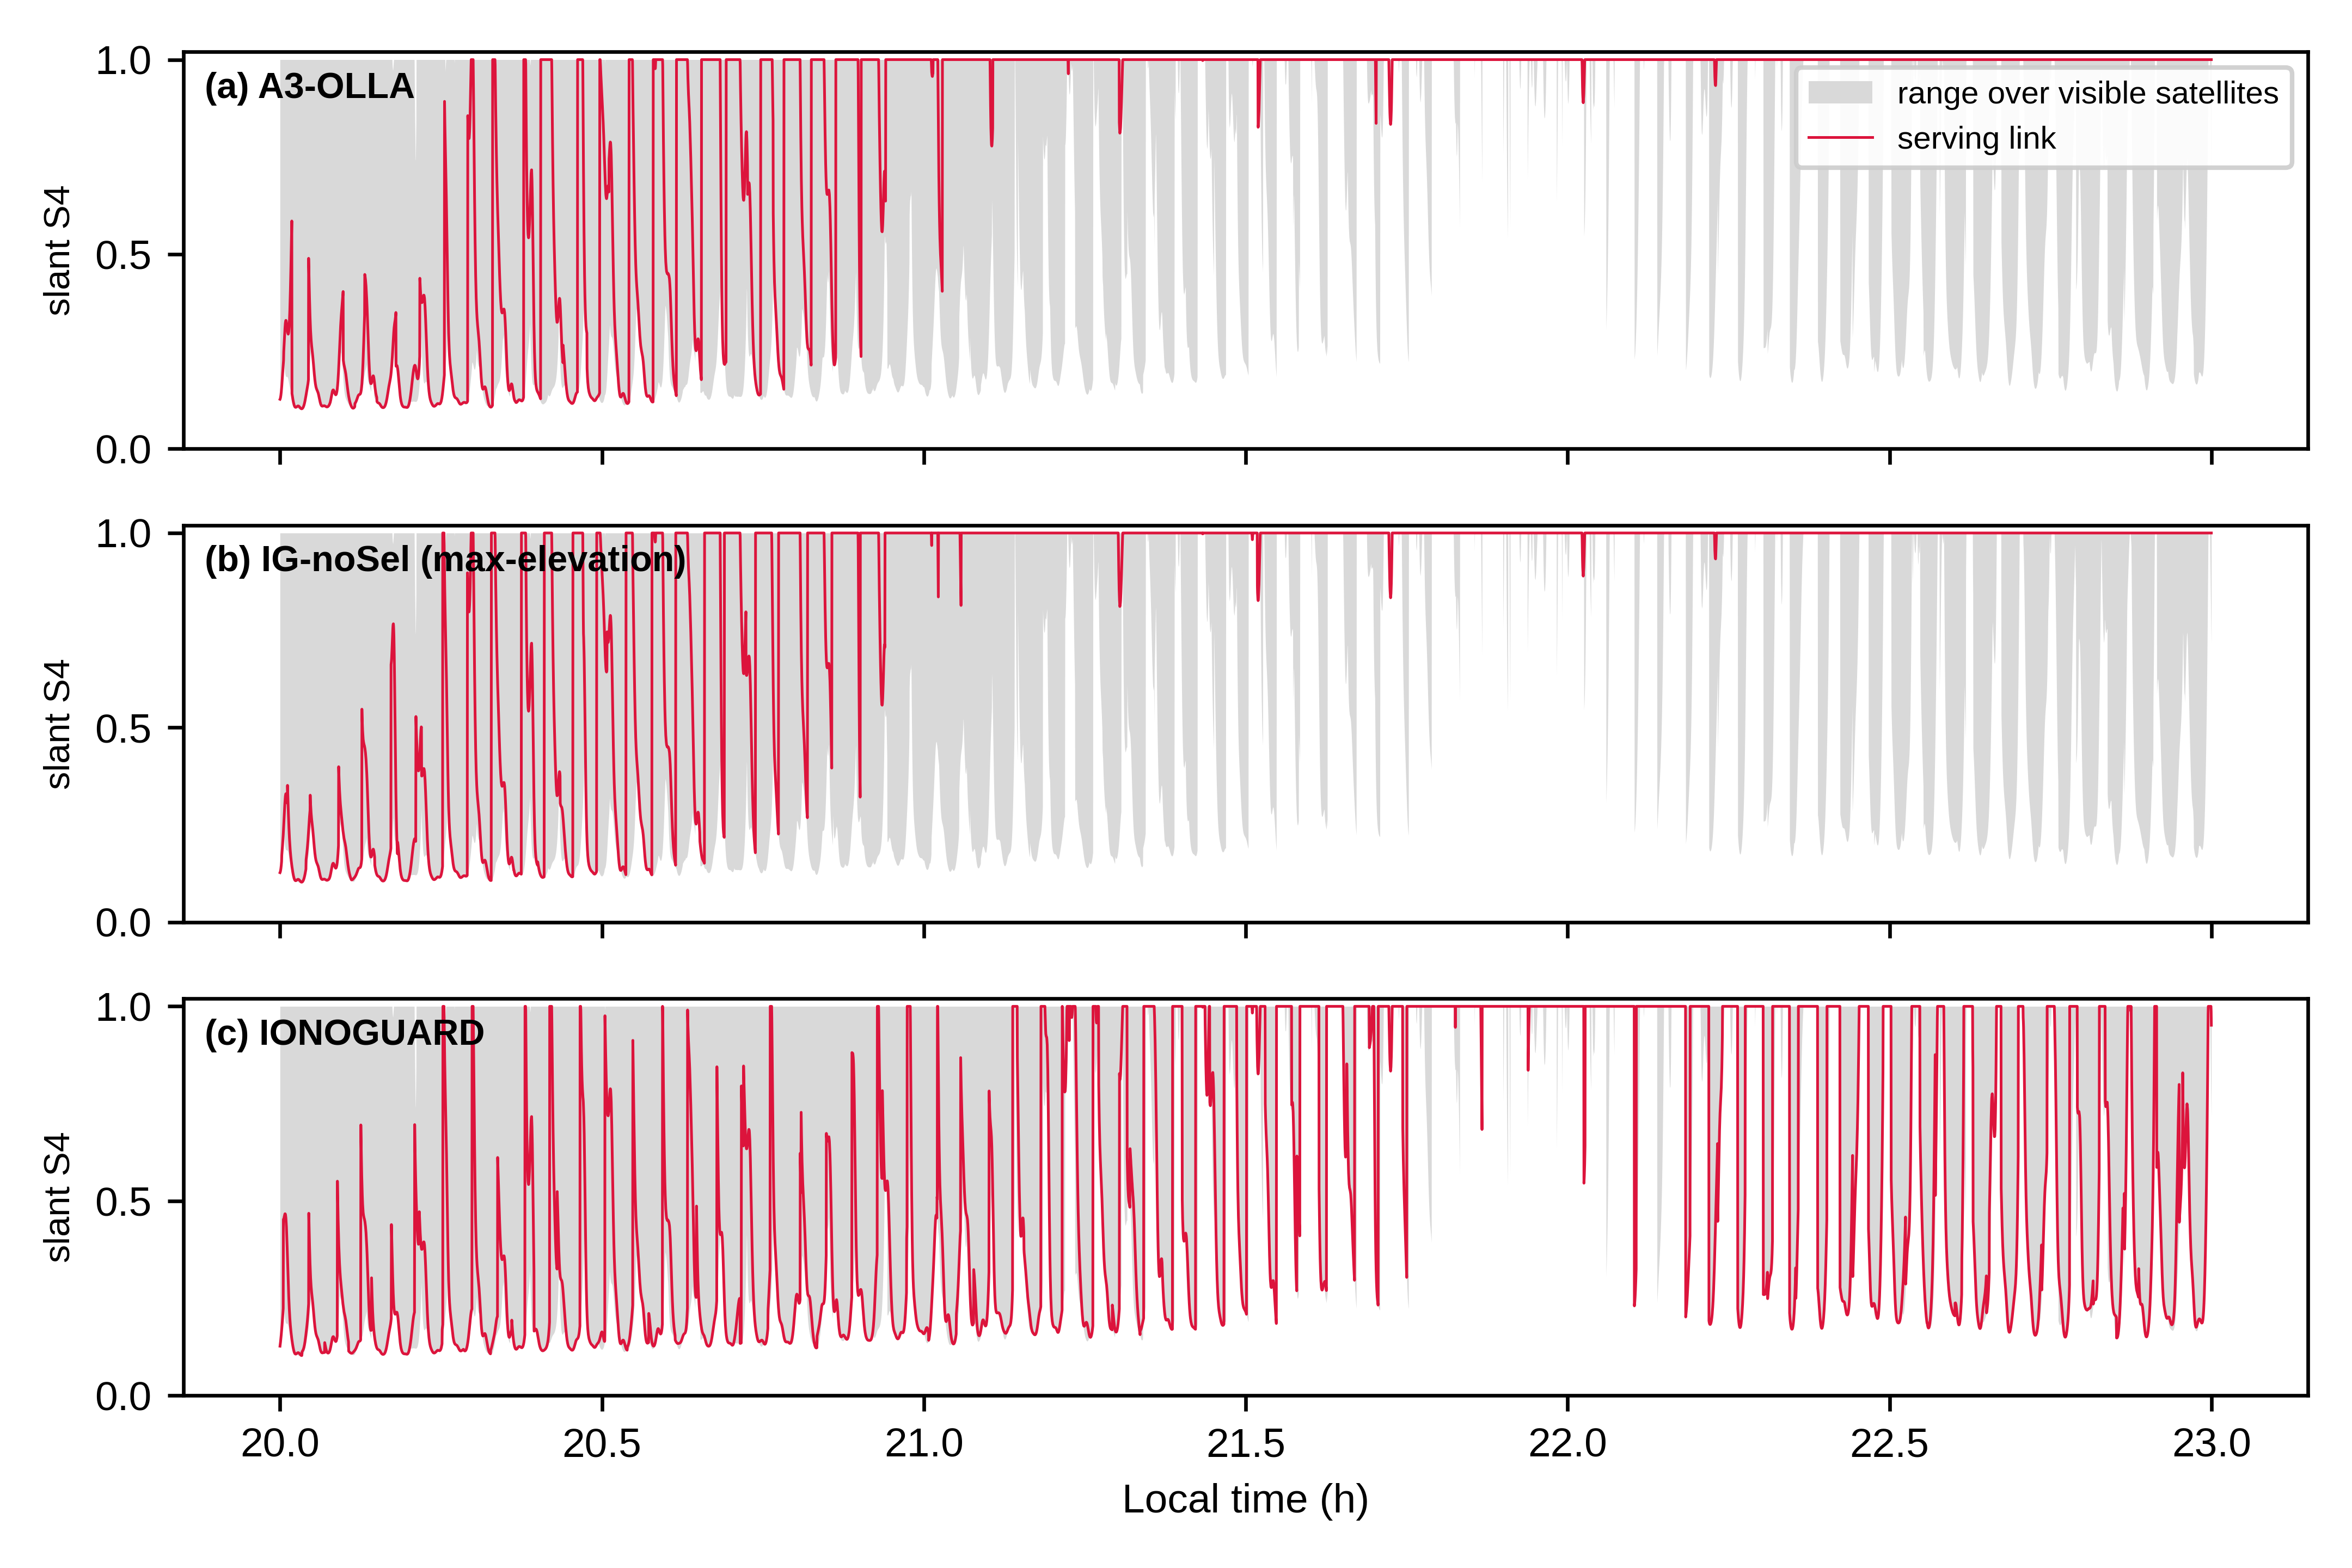 1.0
(a) A3-OLLA
range over visible satellites
serving link
0.5
slant S4
0.0
1.0
(b) IG-noSel (max-elevation)
0.5
slant S4
0.0
1.0
(c) IONOGUARD
0.5
slant S4
0.0
20.0 20.5 21.0 21.5 22.0 22.5 23.0
Local time (h)